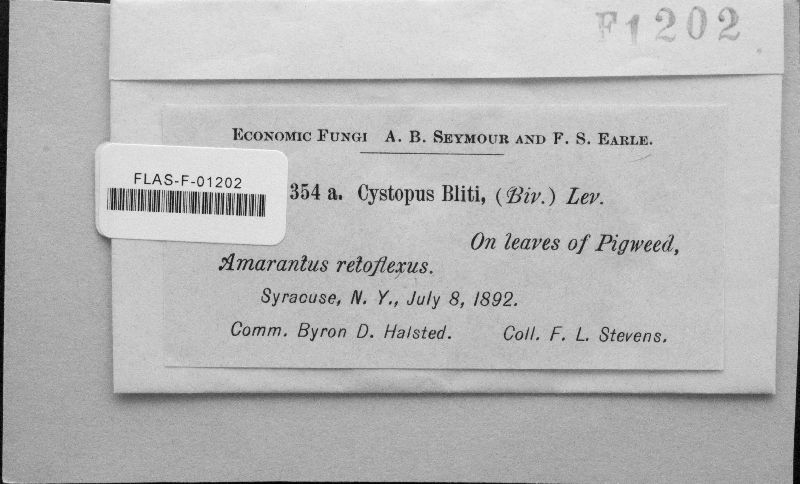 F1202
Economic Fungi A. B. Seymour and F. S. Earle.
FLAS-F-01202
354 a. Cystopus Bliti, (Biv.) Lev.
On leaves of Pigweed,
Amarantus retoflexus.
Syracuse, N. Y., July 8, 1892.
Comm. Byron D. Halsted. Coll. F. L. Stevens.